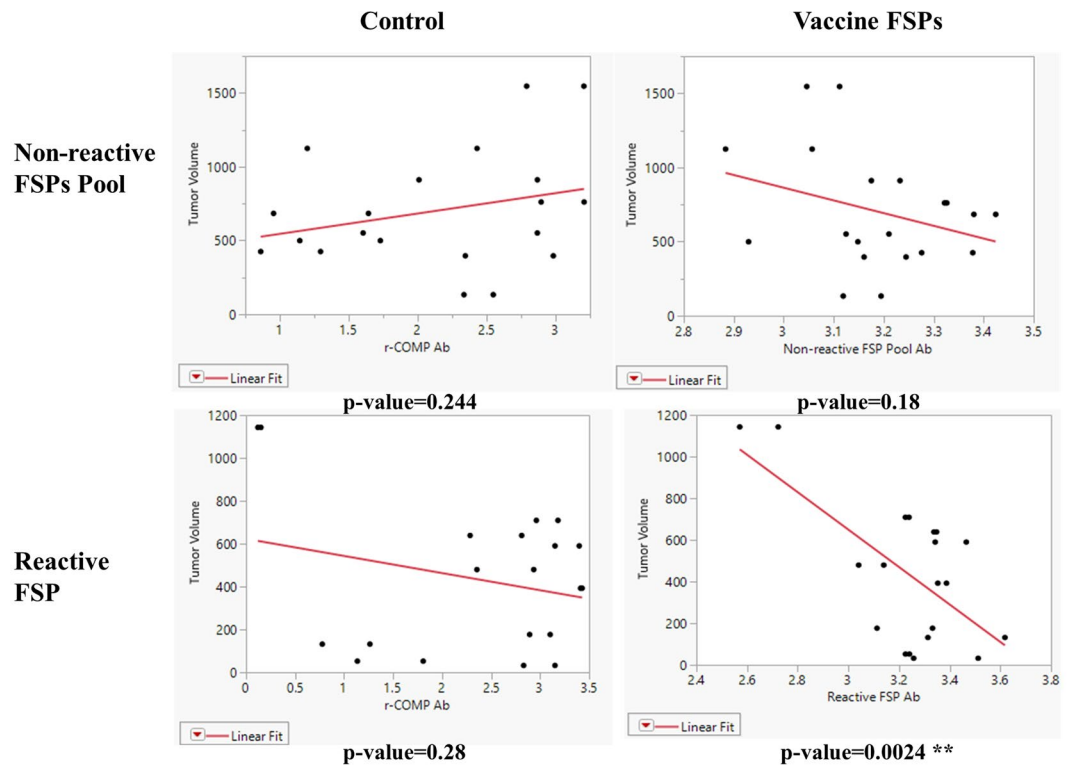 Control
Vaccine FSPs
Non-reactive
FSPs Pool
Tumor Volume
1500
1000
500
0
1
1.5
2
2.5
3
r-COMP Ab
Linear Fit
p-value=0.244
Tumor Volume
1500
1000
500
0
2.8
2.9
3
3.1
3.2
3.3
3.4
3.5
Non-reactive FSP Pool Ab
Linear Fit
p-value=0.18
Reactive
FSP
Tumor Volume
1200
1000
800
600
400
200
0
0
0.5
1
1.5
2
2.5
3
3.5
r-COMP Ab
Linear Fit
p-value=0.28
Tumor Volume
1200
1000
800
600
400
200
0
2.4
2.6
2.8
3
3.2
3.4
3.6
3.8
Reactive FSP Ab
Linear Fit
p-value=0.0024 **